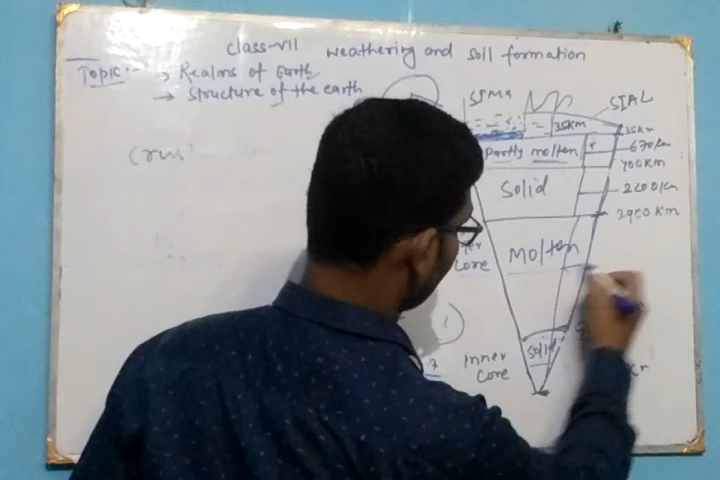 class-VII weathering and soil formation
Topic:- → Realms of Earth
→ Structure of the earth
SIMA
SIAL
35km
35km
Partly molten
670km
700km
Solid
2200km
2900km
Molten
core
Solid
Inner
core